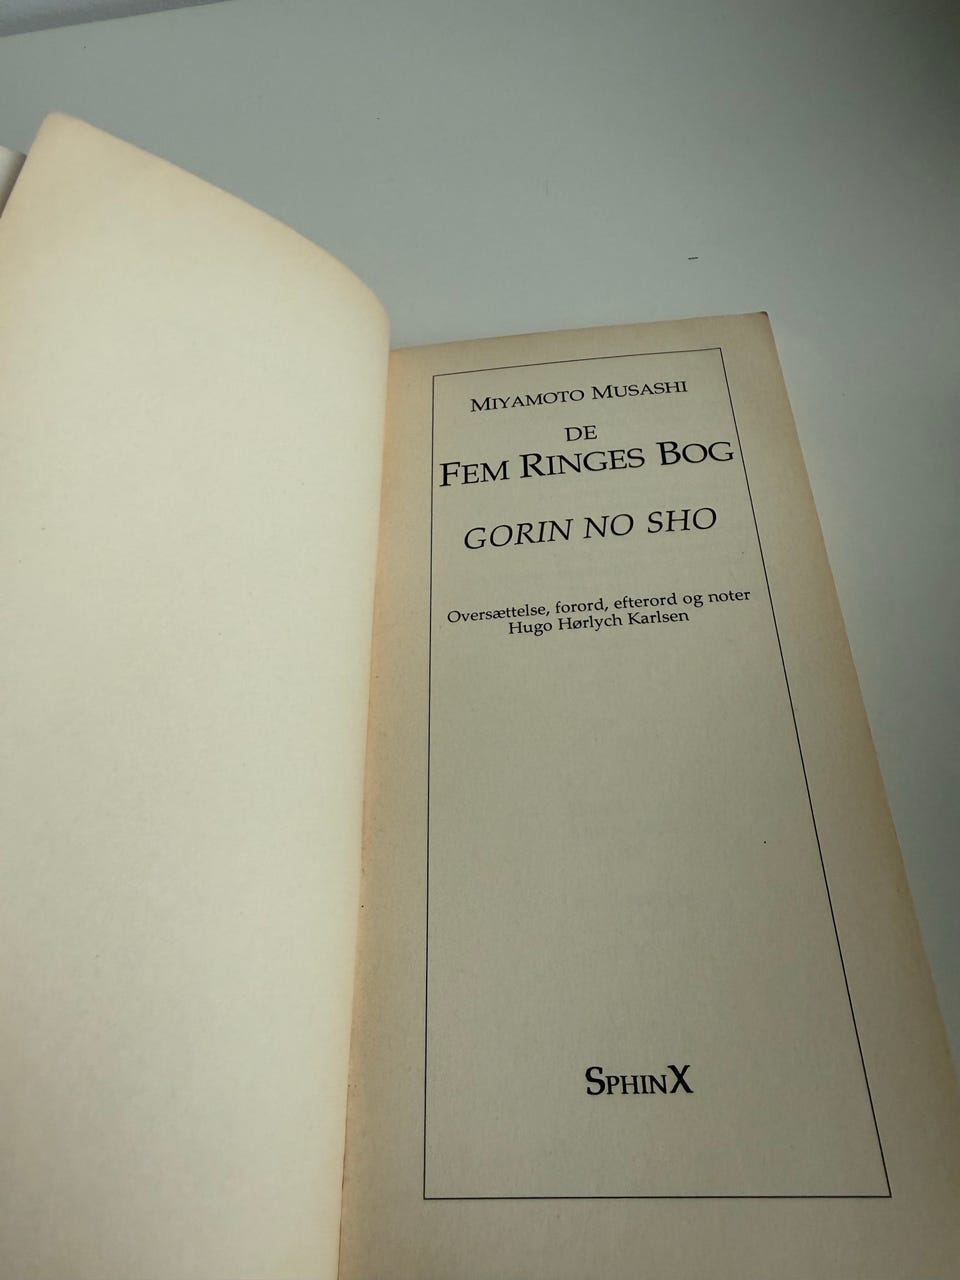 MIYAMOTO MUSASHI
DE
FEM RINGES BOG
GORIN NO SHO
Oversættelse, forord, efterord og noter
Hugo Hørlych Karlsen
SPHINX